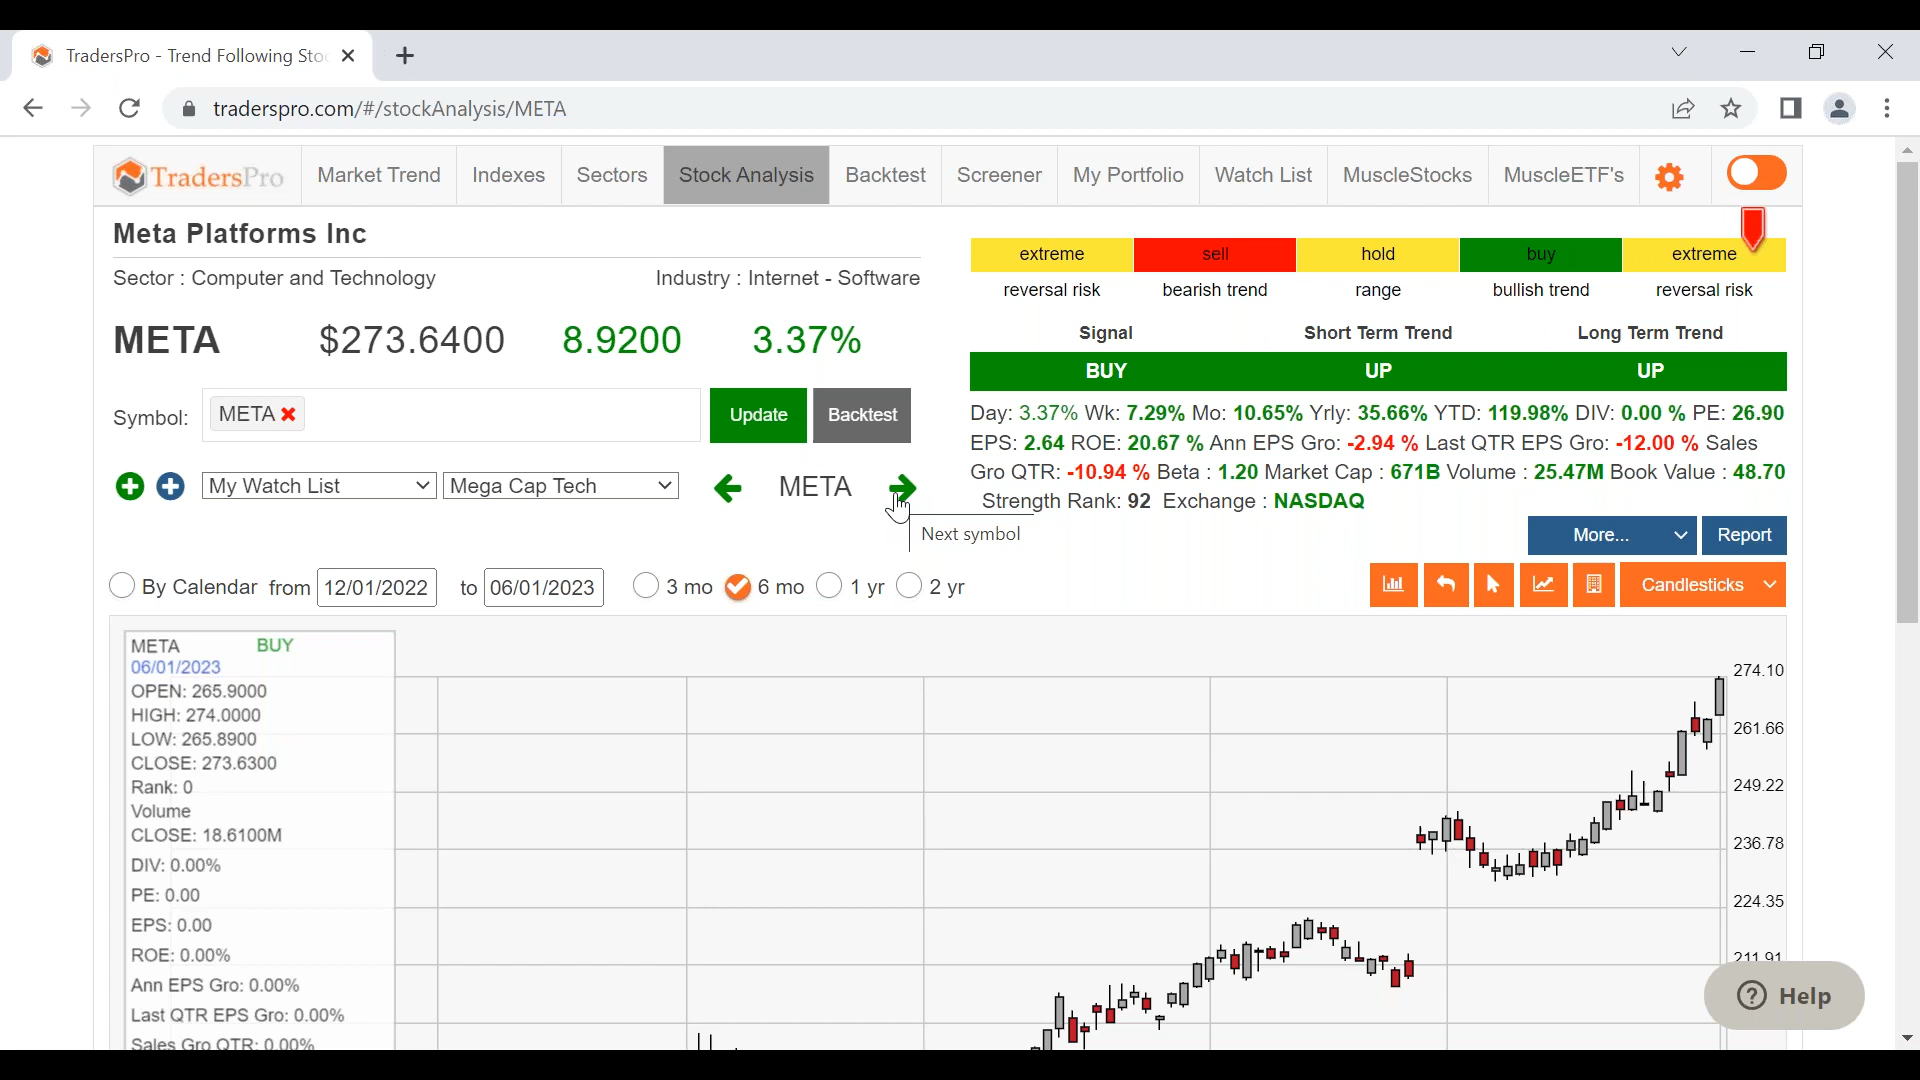 TradersPro - Trend Following Sto
traderspro.com/#/stockAnalysis/META
TradersPro Market Trend Indexes Sectors Stock Analysis Backtest Screener My Portfolio Watch List MuscleStocks MuscleETF's
Meta Platforms Inc
Sector : Computer and Technology Industry : Internet - Software
extreme sell hold buy extreme
reversal risk bearish trend range bullish trend reversal risk
META $273.6400 8.9200 3.37%
Signal Short Term Trend Long Term Trend
BUY UP UP
Symbol: META Update Backtest
Day: 3.37% Wk: 7.29% Mo: 10.65% Yrly: 35.66% YTD: 119.98% DIV: 0.00 % PE: 26.90
EPS: 2.64 ROE: 20.67 % Ann EPS Gro: -2.94 % Last QTR EPS Gro: -12.00 % Sales
Gro QTR: -10.94 % Beta : 1.20 Market Cap : 671B Volume : 25.47M Book Value : 48.70
Strength Rank: 92 Exchange : NASDAQ
My Watch List Mega Cap Tech META
Next symbol
More... Report
By Calendar from 12/01/2022 to 06/01/2023 3 mo 6 mo 1 yr 2 yr
Candlesticks
META BUY
06/01/2023
OPEN: 265.9000
HIGH: 274.0000
LOW: 265.8900
CLOSE: 273.6300
Rank: 0
Volume
CLOSE: 18.6100M
DIV: 0.00%
PE: 0.00
EPS: 0.00
ROE: 0.00%
Ann EPS Gro: 0.00%
Last QTR EPS Gro: 0.00%
Sales Gro QTR: 0.00%
274.10
261.66
249.22
236.78
224.35
211.91
Help